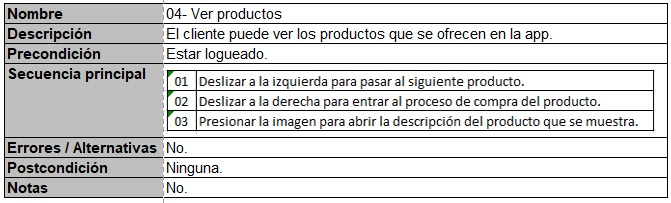 Nombre 04- Ver productos
Descripción El cliente puede ver los productos que se ofrecen en la app.
Precondición Estar logueado.
Secuencia principal
01 Deslizar a la izquierda para pasar al siguiente producto.
02 Deslizar a la derecha para entrar al proceso de compra del producto.
03 Presionar la imagen para abrir la descripción del producto que se muestra.
Errores / Alternativas No.
Postcondición Ninguna.
Notas No.